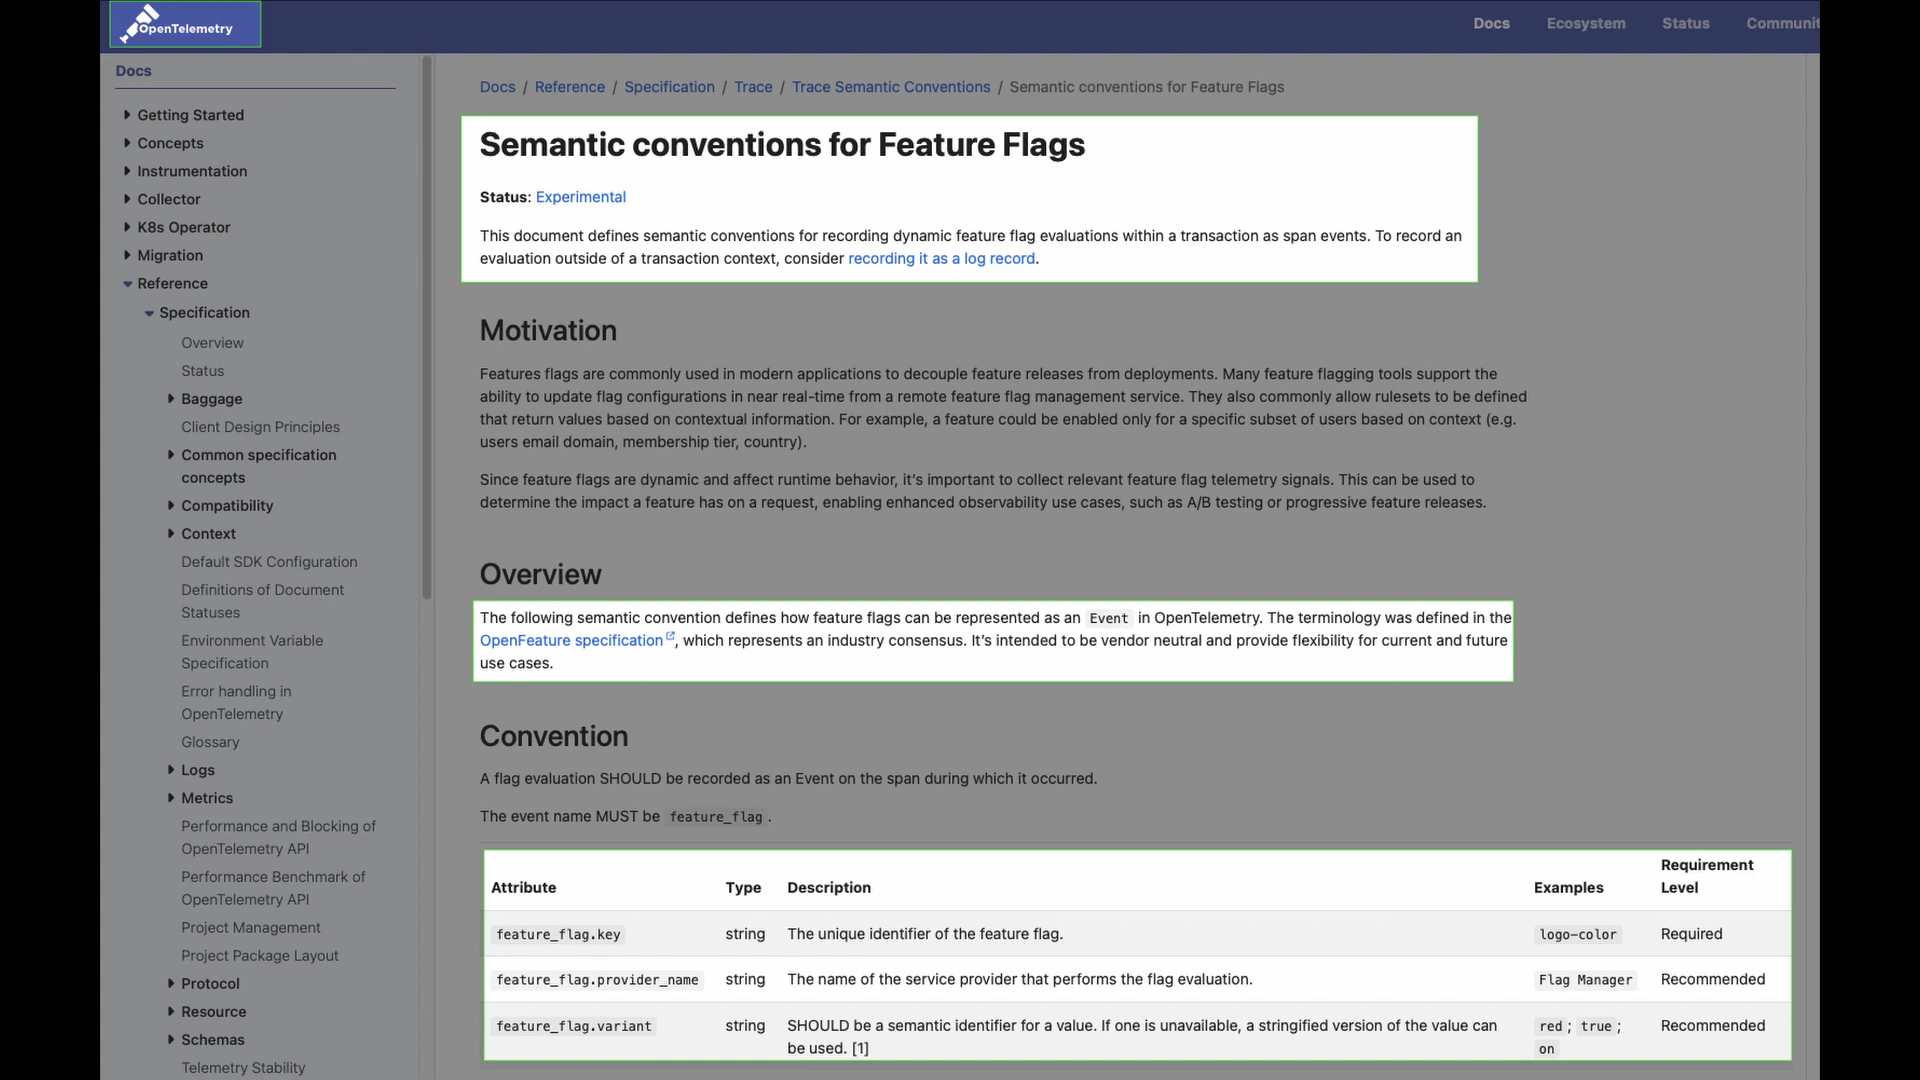 OpenTelemetry
Docs
Ecosystem
Status
Communit
Docs
Getting Started
Concepts
Instrumentation
Collector
K8s Operator
Migration
Reference
Specification
Overview
Status
Baggage
Client Design Principles
Common specification
concepts
Compatibility
Context
Default SDK Configuration
Definitions of Document
Statuses
Environment Variable
Specification
Error handling in
OpenTelemetry
Glossary
Logs
Metrics
Performance and Blocking of
OpenTelemetry API
Performance Benchmark of
OpenTelemetry API
Project Management
Project Package Layout
Protocol
Resource
Schemas
Telemetry Stability
Docs / Reference / Specification / Trace / Trace Semantic Conventions / Semantic conventions for Feature Flags
Semantic conventions for Feature Flags
Status: Experimental
This document defines semantic conventions for recording dynamic feature flag evaluations within a transaction as span events. To record an
evaluation outside of a transaction context, consider recording it as a log record.
Motivation
Features flags are commonly used in modern applications to decouple feature releases from deployments. Many feature flagging tools support the
ability to update flag configurations in near real-time from a remote feature flag management service. They also commonly allow rulesets to be defined
that return values based on contextual information. For example, a feature could be enabled only for a specific subset of users based on context (e.g.
users email domain, membership tier, country).
Since feature flags are dynamic and affect runtime behavior, it’s important to collect relevant feature flag telemetry signals. This can be used to
determine the impact a feature has on a request, enabling enhanced observability use cases, such as A/B testing or progressive feature releases.
Overview
The following semantic convention defines how feature flags can be represented as an Event in OpenTelemetry. The terminology was defined in the
OpenFeature specification, which represents an industry consensus. It’s intended to be vendor neutral and provide flexibility for current and future
use cases.
Convention
A flag evaluation SHOULD be recorded as an Event on the span during which it occurred.
The event name MUST be feature_flag.
Attribute Type Description Examples Requirement
Level
feature_flag.key string The unique identifier of the feature flag. logo-color Required
feature_flag.provider_name string The name of the service provider that performs the flag evaluation. Flag Manager Recommended
feature_flag.variant string SHOULD be a semantic identifier for a value. If one is unavailable, a stringified version of the value can red; true; Recommended
be used. [1] on